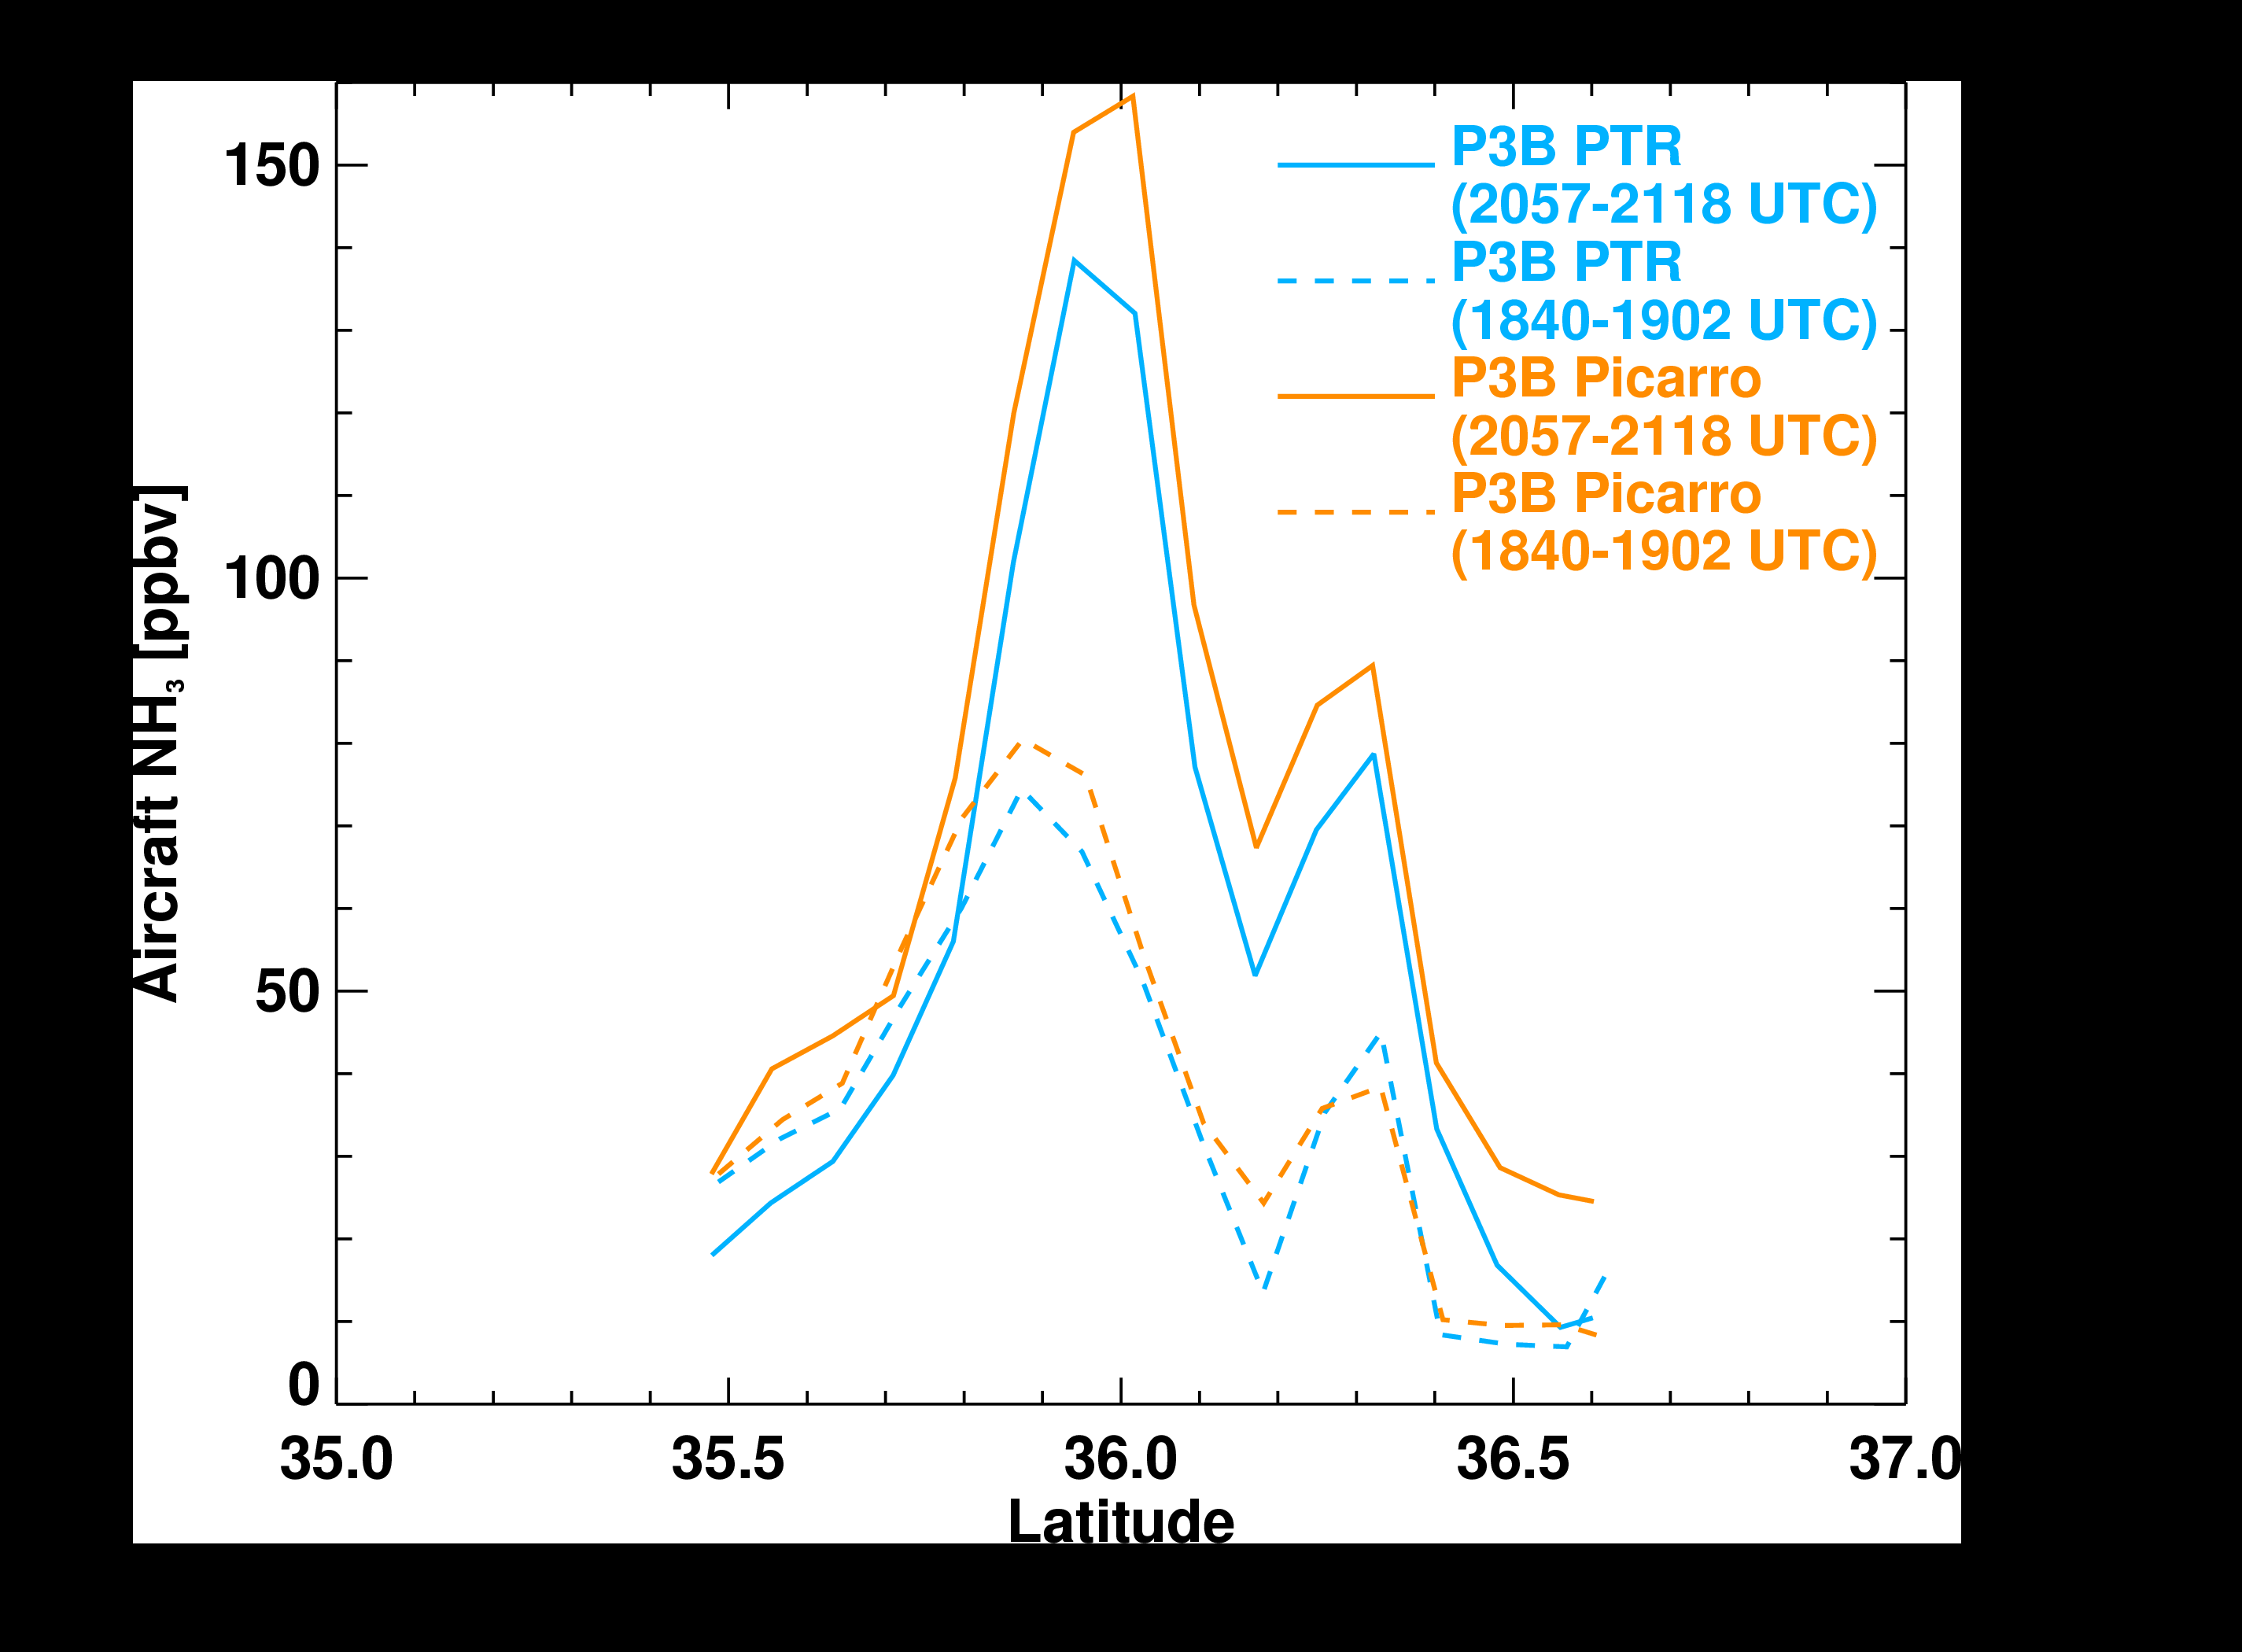 P3B PTR
(2057-2118 UTC)
P3B PTR
(1840-1902 UTC)
P3B Picarro
(2057-2118 UTC)
P3B Picarro
(1840-1902 UTC)
150
100
50
0
Aircraft NH₃ [ppbv]
35.0 35.5 36.0 36.5 37.0
Latitude